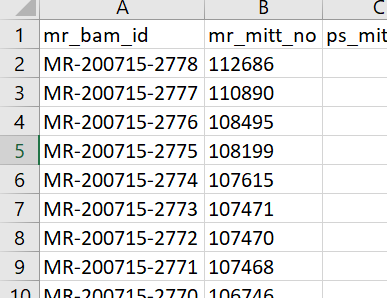 A B C
1 mr_bam_id mr_mitt_no ps_mit
2 MR-200715-2778 112686
3 MR-200715-2777 110890
4 MR-200715-2776 108495
5 MR-200715-2775 108199
6 MR-200715-2774 107615
7 MR-200715-2773 107471
8 MR-200715-2772 107470
9 MR-200715-2771 107468
10 MR-200715-2770 106746